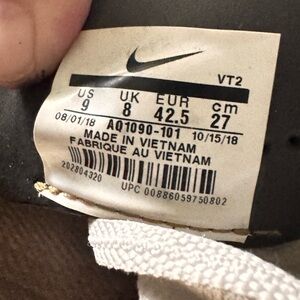 VT2
US UK EUR cm
9 8 42.5 27
08/01/18 AQ1090-101 10/15/18
MADE IN VIETNAM
FABRIQUE AU VIETNAM
202804320
UPC 00886059750802